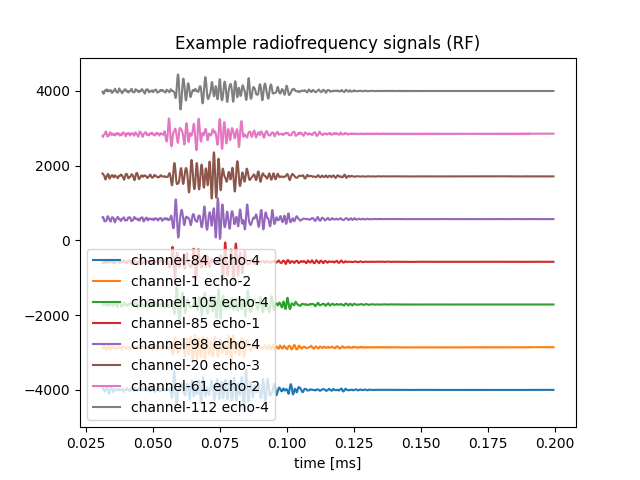 Example radiofrequency signals (RF)
4000
2000
0
−2000
−4000
channel-84 echo-4
channel-1 echo-2
channel-105 echo-4
channel-85 echo-1
channel-98 echo-4
channel-20 echo-3
channel-61 echo-2
channel-112 echo-4
0.025 0.050 0.075 0.100 0.125 0.150 0.175 0.200
time [ms]